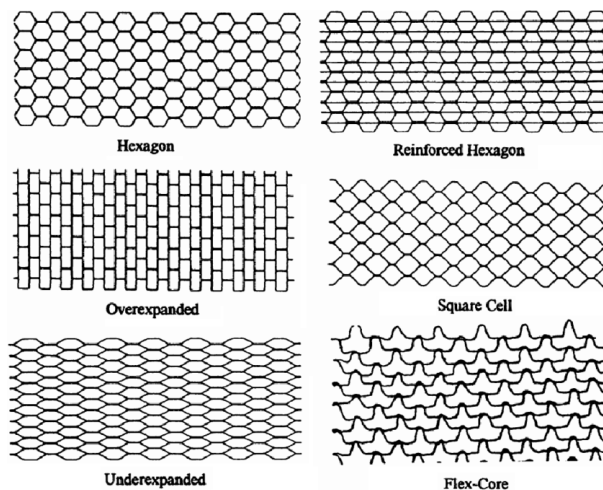 Hexagon
Reinforced Hexagon
Overexpanded
Square Cell
Underexpanded
Flex-Core